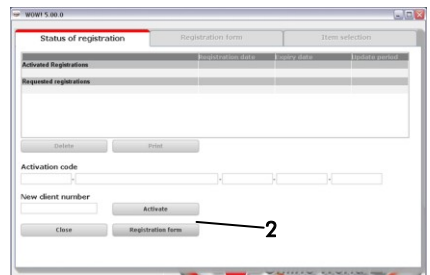 WOW! 5.00.0
Status of registration Registration form Item selection
Registration date Expiry date Update period
Activated Registrations
Requested registrations
Delete Print
Activation code
- - - -
New client number
Activate
2
Close Registration form